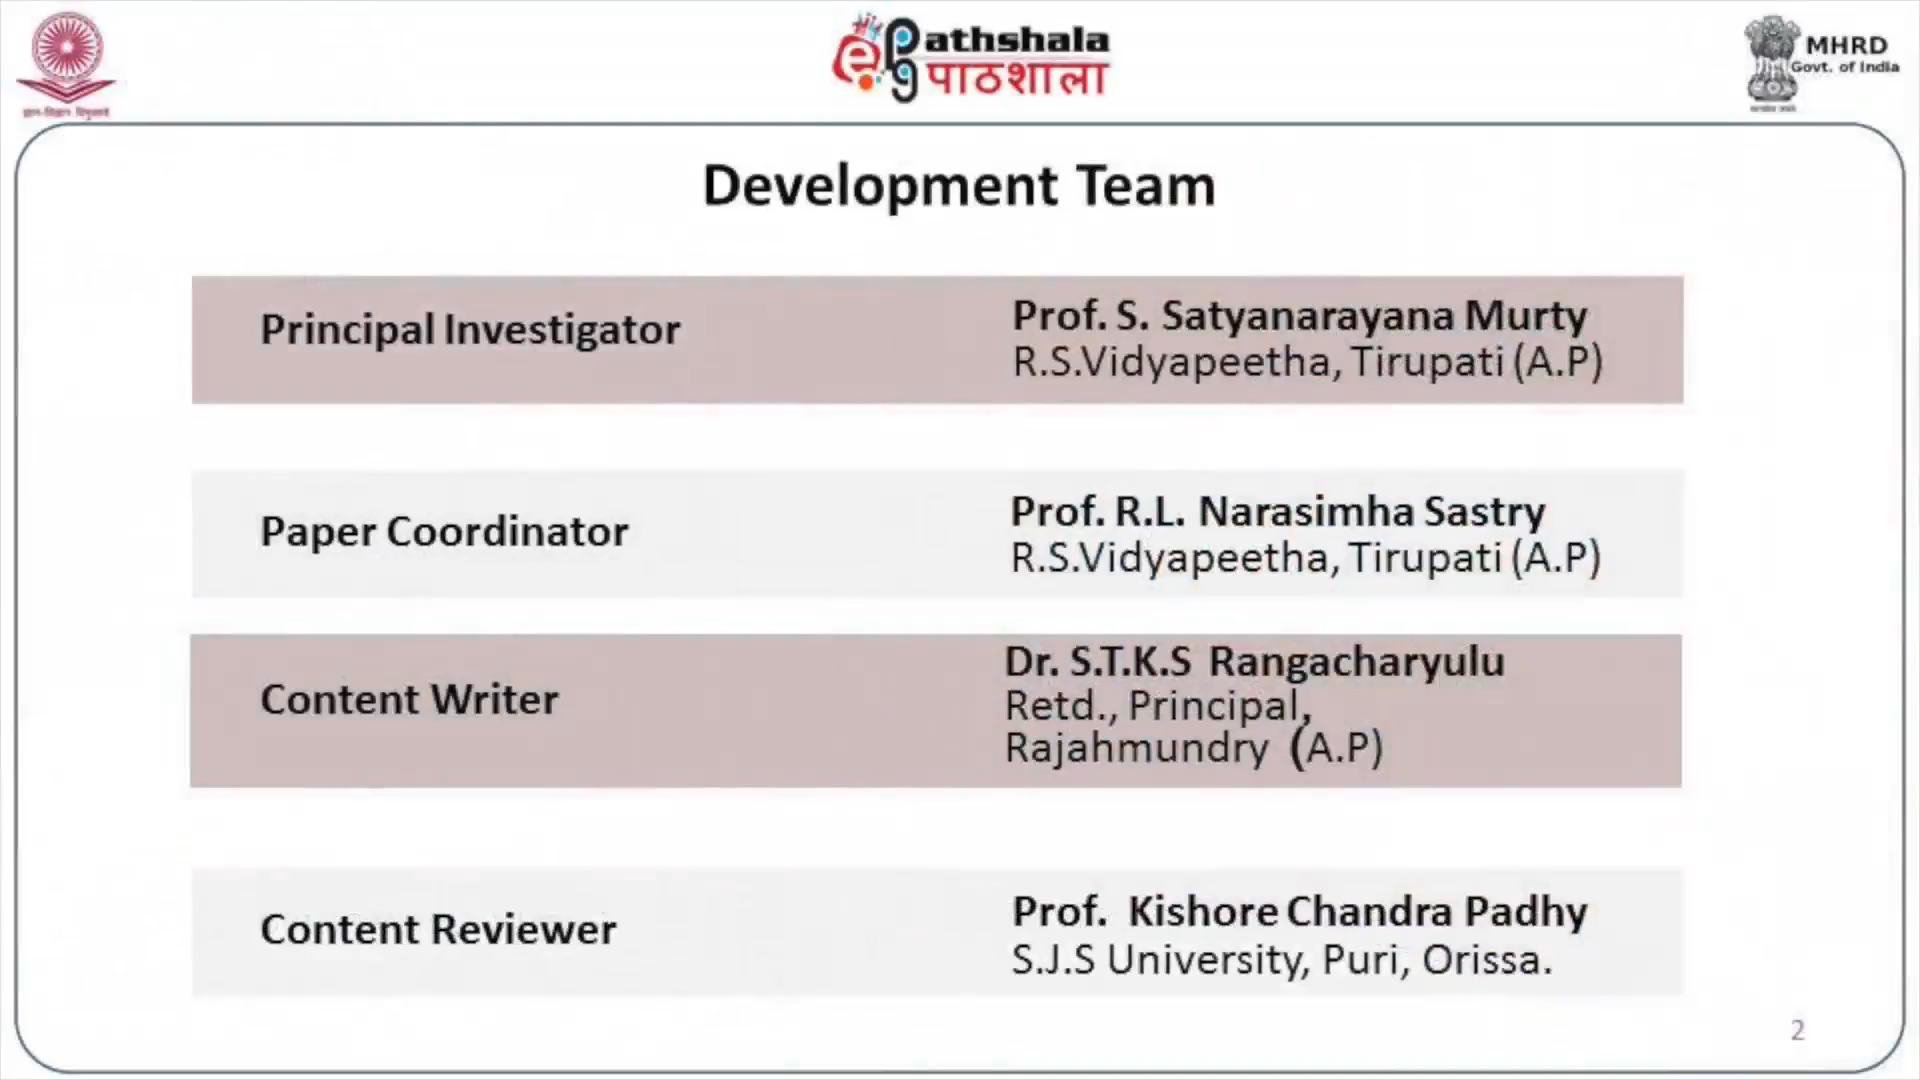 ज्ञान-विज्ञान विमुक्तये
ePathshala
पाठशाला
MHRD
Govt. of India
Development Team
Principal Investigator
Prof. S. Satyanarayana Murty
R.S.Vidyapeetha, Tirupati (A.P)
Paper Coordinator
Prof. R.L. Narasimha Sastry
R.S.Vidyapeetha, Tirupati (A.P)
Content Writer
Dr. S.T.K.S Rangacharyulu
Retd., Principal,
Rajahmundry (A.P)
Content Reviewer
Prof. Kishore Chandra Padhy
S.J.S University, Puri, Orissa.
2